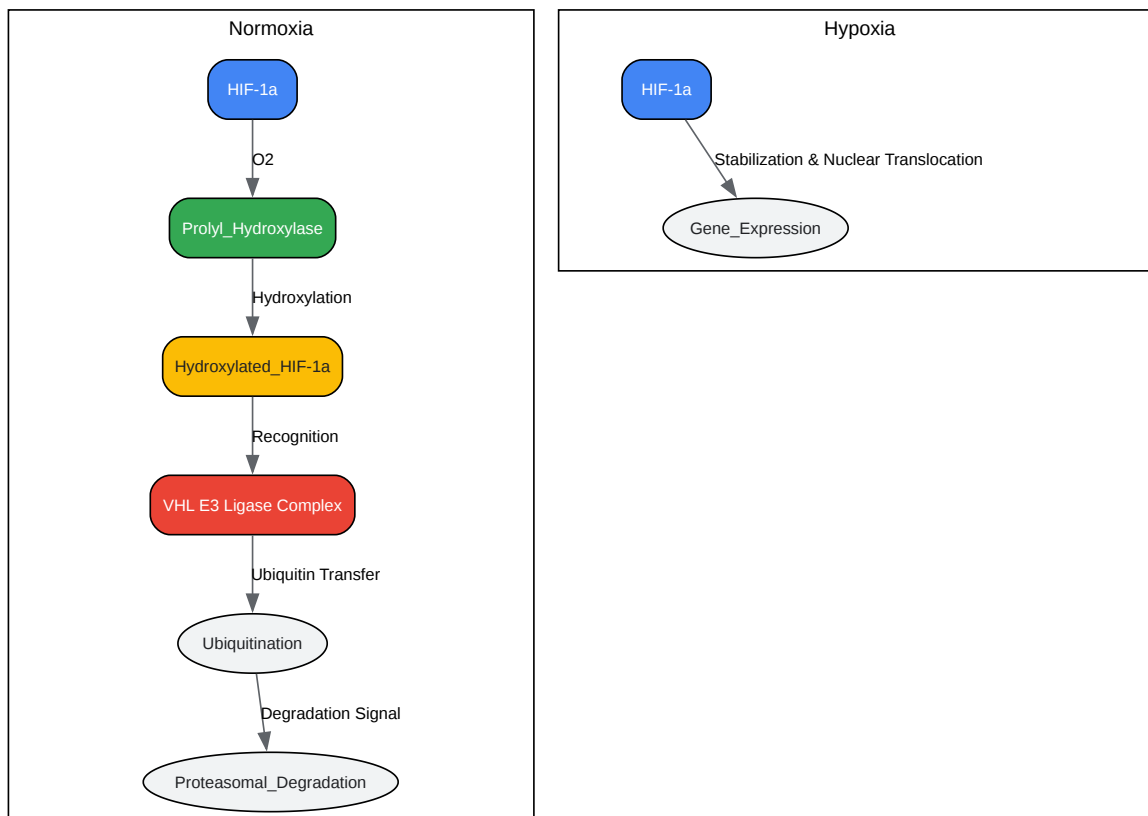 Normoxia
HIF-1a
O2
Prolyl_Hydroxylase
Hydroxylation
Hydroxylated_HIF-1a
Recognition
VHL E3 Ligase Complex
Ubiquitin Transfer
Ubiquitination
Degradation Signal
Proteasomal_Degradation
Hypoxia
HIF-1a
Stabilization & Nuclear Translocation
Gene_Expression